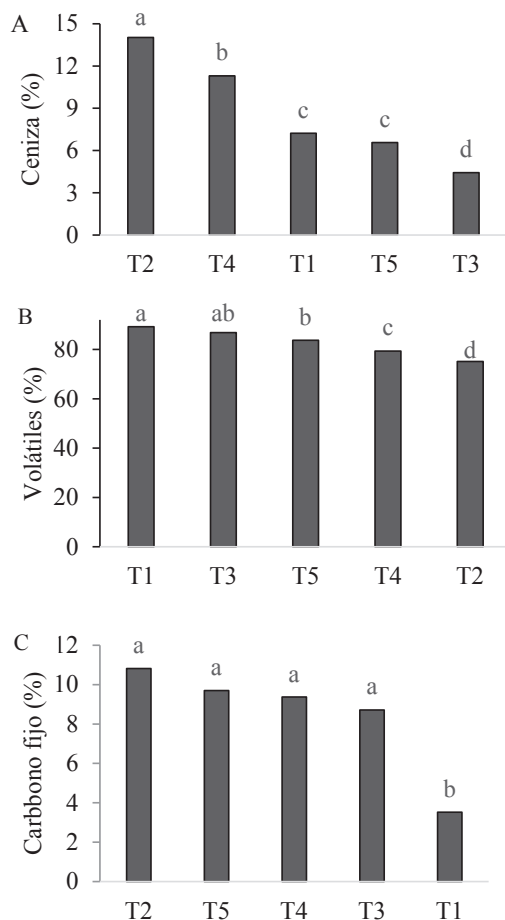 A
Ceniza (%)
15
12
9
6
3
0
a
b
c
c
d
T2 T4 T1 T5 T3
B
Volátiles (%)
80
60
40
20
0
a
ab
b
c
d
T1 T3 T5 T4 T2
C
Carbbono fijo (%)
12
10
8
6
4
2
0
a
a
a
a
b
T2 T5 T4 T3 T1